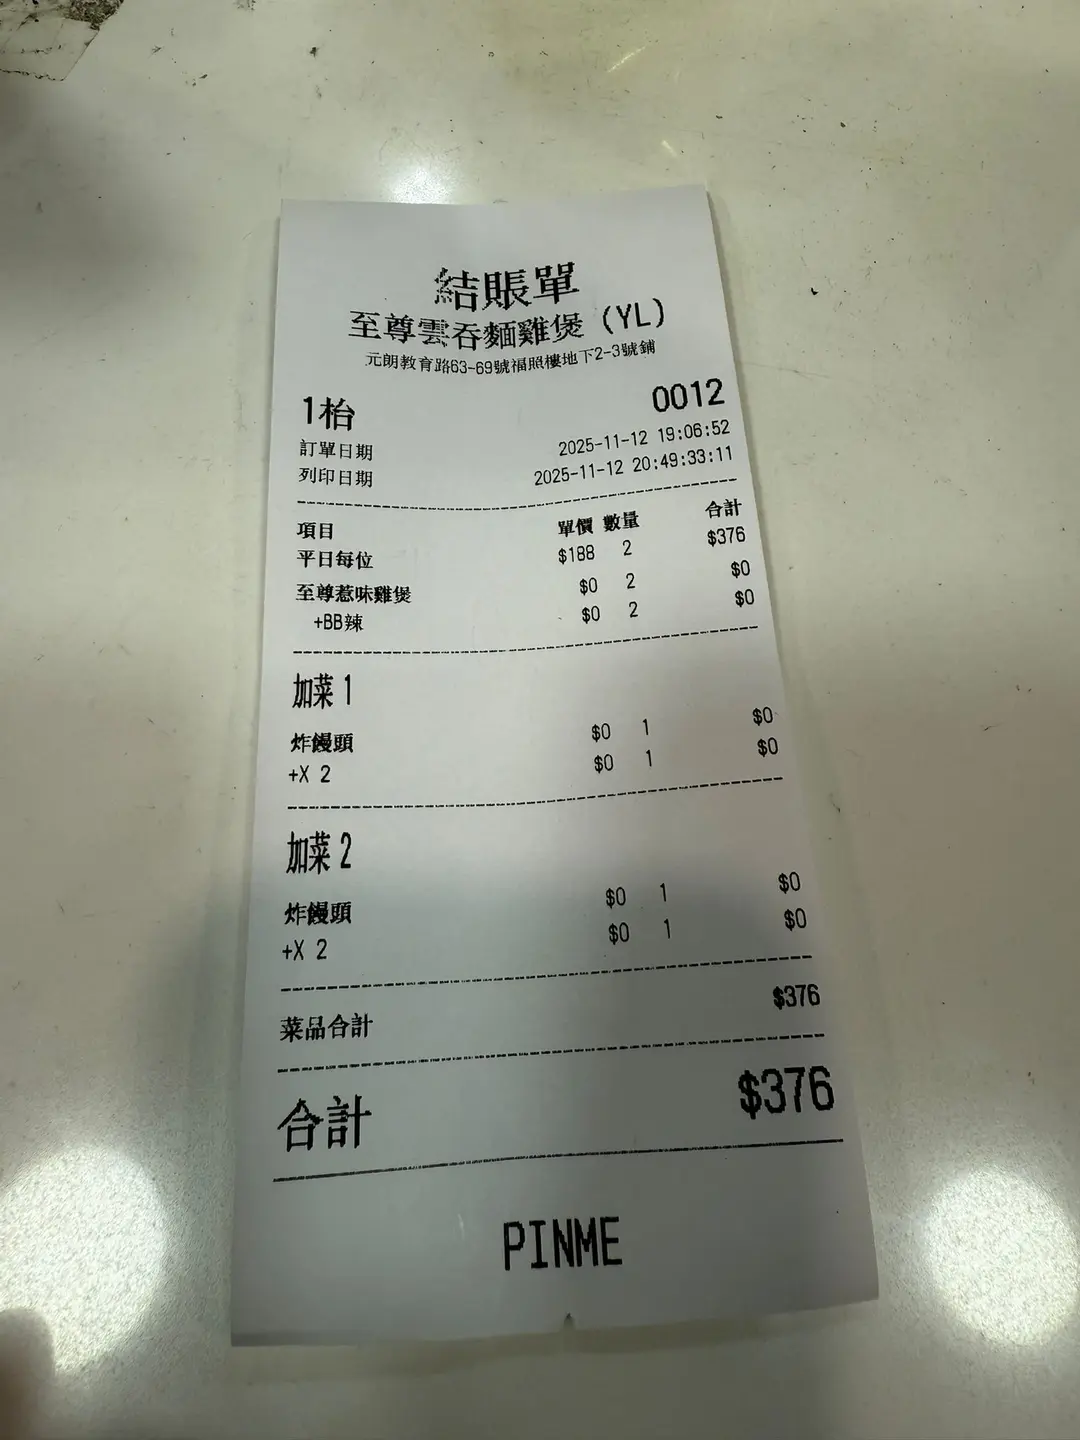 結賬單
至尊雲吞麵雞煲 (YL)
元朗教育路63-69號福照樓地下2-3號鋪
1枱 0012
訂單日期 2025-11-12 19:06:52
列印日期 2025-11-12 20:49:33:11
項目 單價 數量 合計
平日每位 $188 2 $376
至尊惹味雞煲 $0 2 $0
+BB辣 $0 2 $0
加菜 1
炸饅頭 $0 1 $0
+X 2 $0 1 $0
加菜 2
炸饅頭 $0 1 $0
+X 2 $0 1 $0
菜品合計 $376
合計 $376
PINME